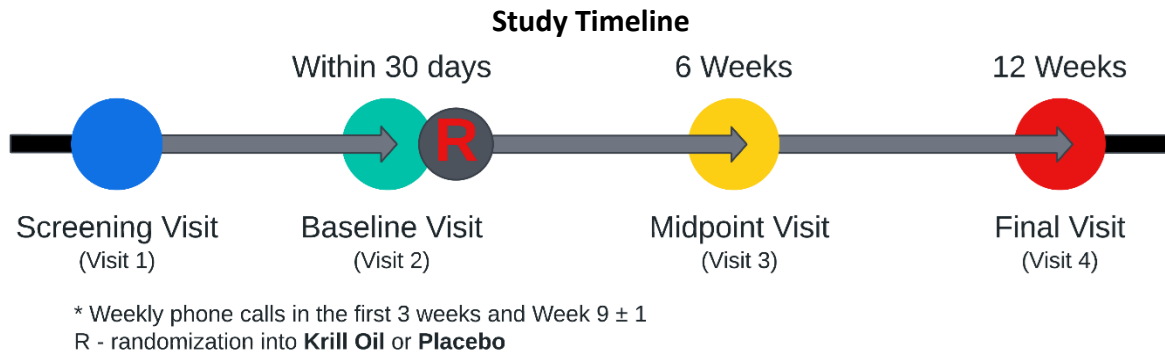 Study Timeline
Within 30 days
6 Weeks
12 Weeks
R
Screening Visit
(Visit 1)
Baseline Visit
(Visit 2)
Midpoint Visit
(Visit 3)
Final Visit
(Visit 4)
* Weekly phone calls in the first 3 weeks and Week 9 ± 1
R - randomization into Krill Oil or Placebo